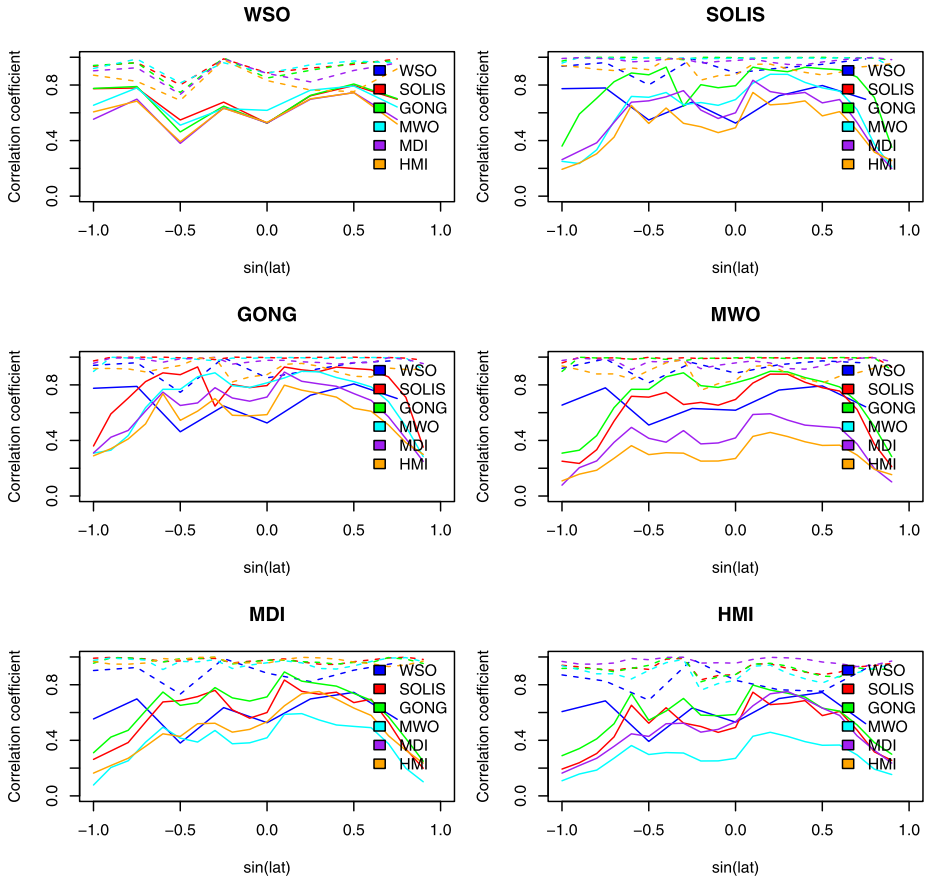 WSO
Correlation coefficient
0.0 0.4 0.8
WSO
SOLIS
GONG
MWO
MDI
HMI
−1.0 −0.5 0.0 0.5 1.0
sin(lat)
SOLIS
Correlation coefficient
0.0 0.4 0.8
WSO
SOLIS
GONG
MWO
MDI
HMI
−1.0 −0.5 0.0 0.5 1.0
sin(lat)
GONG
Correlation coefficient
0.0 0.4 0.8
WSO
SOLIS
GONG
MWO
MDI
HMI
−1.0 −0.5 0.0 0.5 1.0
sin(lat)
MWO
Correlation coefficient
0.0 0.4 0.8
WSO
SOLIS
GONG
MWO
MDI
HMI
−1.0 −0.5 0.0 0.5 1.0
sin(lat)
MDI
Correlation coefficient
0.0 0.4 0.8
WSO
SOLIS
GONG
MWO
MDI
HMI
−1.0 −0.5 0.0 0.5 1.0
sin(lat)
HMI
Correlation coefficient
0.0 0.4 0.8
WSO
SOLIS
GONG
MWO
MDI
HMI
−1.0 −0.5 0.0 0.5 1.0
sin(lat)